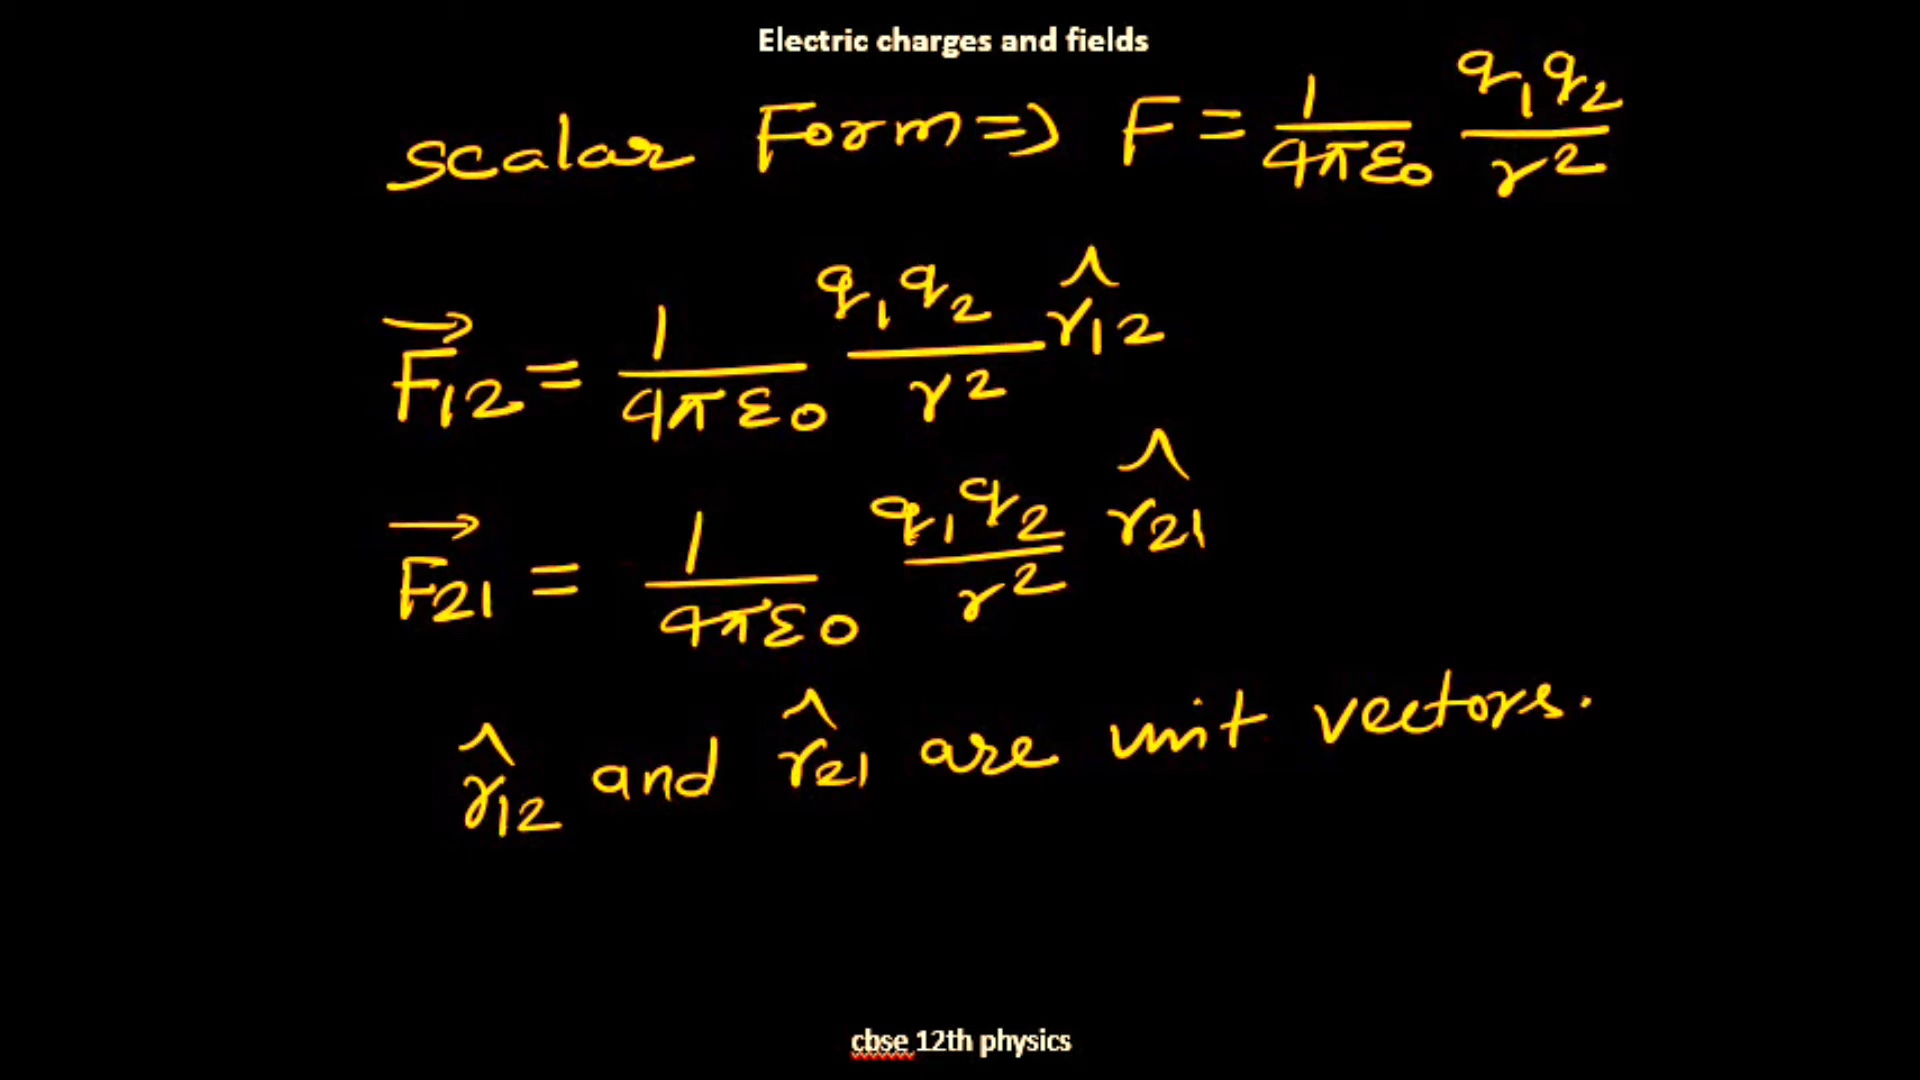 Electric charges and fields
scalar Form => F = 1/4πε₀ q₁q₂/r²
F⃗₁₂ = 1/4πε₀ q₁q₂/r² r̂₁₂
F⃗₂₁ = 1/4πε₀ q₁q₂/r² r̂₂₁
r̂₁₂ and r̂₂₁ are unit vectors.
cbse 12th physics